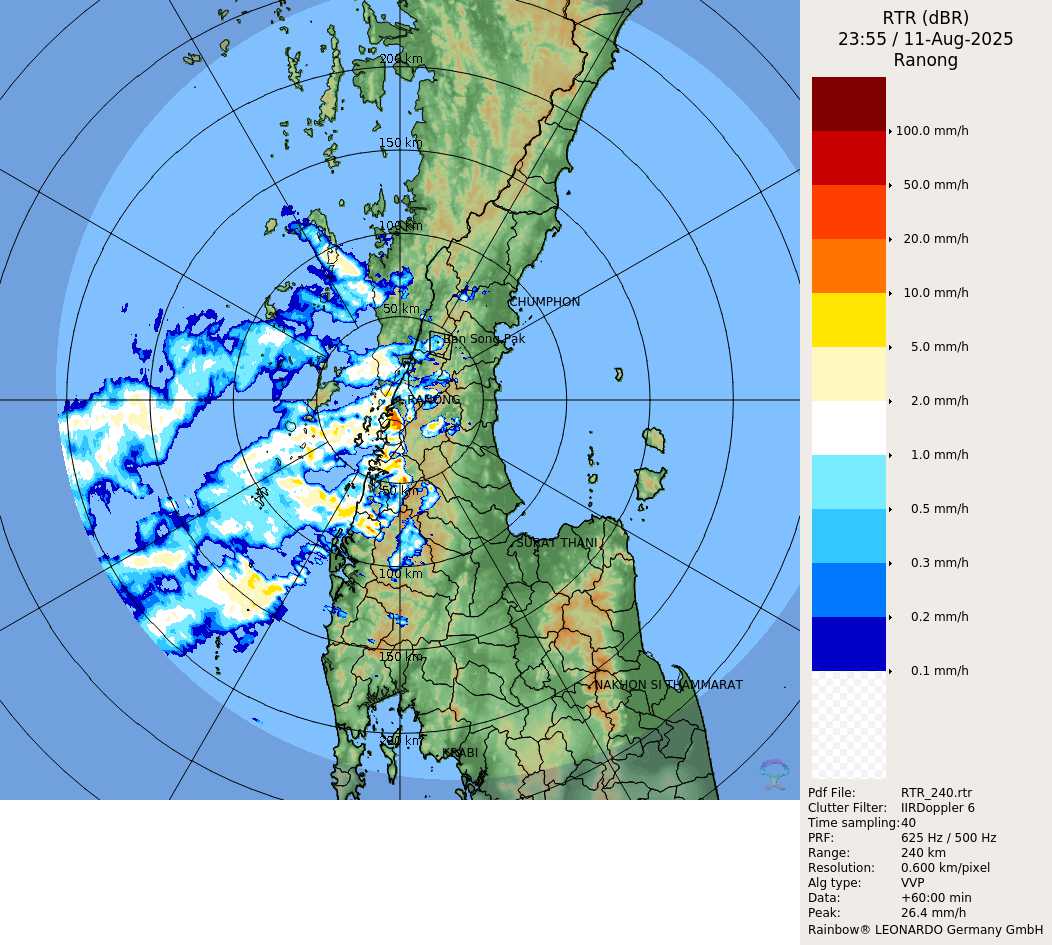 RTR (dBR)
23:55 / 11-Aug-2025
Ranong
200 km
150 km
100 km
50 km
CHUMPHON
Ban Song Pak
RANONG
50 km
SURAT THANI
100 km
150 km
NAKHON SI THAMMARAT
200 km
KRABI
100.0 mm/h
50.0 mm/h
20.0 mm/h
10.0 mm/h
5.0 mm/h
2.0 mm/h
1.0 mm/h
0.5 mm/h
0.3 mm/h
0.2 mm/h
0.1 mm/h
Pdf File: RTR_240.rtr
Clutter Filter: IIRDoppler 6
Time sampling: 40
PRF: 625 Hz / 500 Hz
Range: 240 km
Resolution: 0.600 km/pixel
Alg type: VVP
Data: +60:00 min
Peak: 26.4 mm/h
Rainbow® LEONARDO Germany GmbH